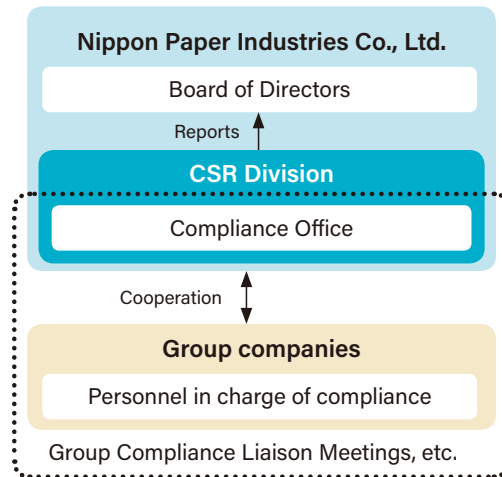 Nippon Paper Industries Co., Ltd.
Board of Directors
Reports
CSR Division
Compliance Office
Cooperation
Group companies
Personnel in charge of compliance
Group Compliance Liaison Meetings, etc.